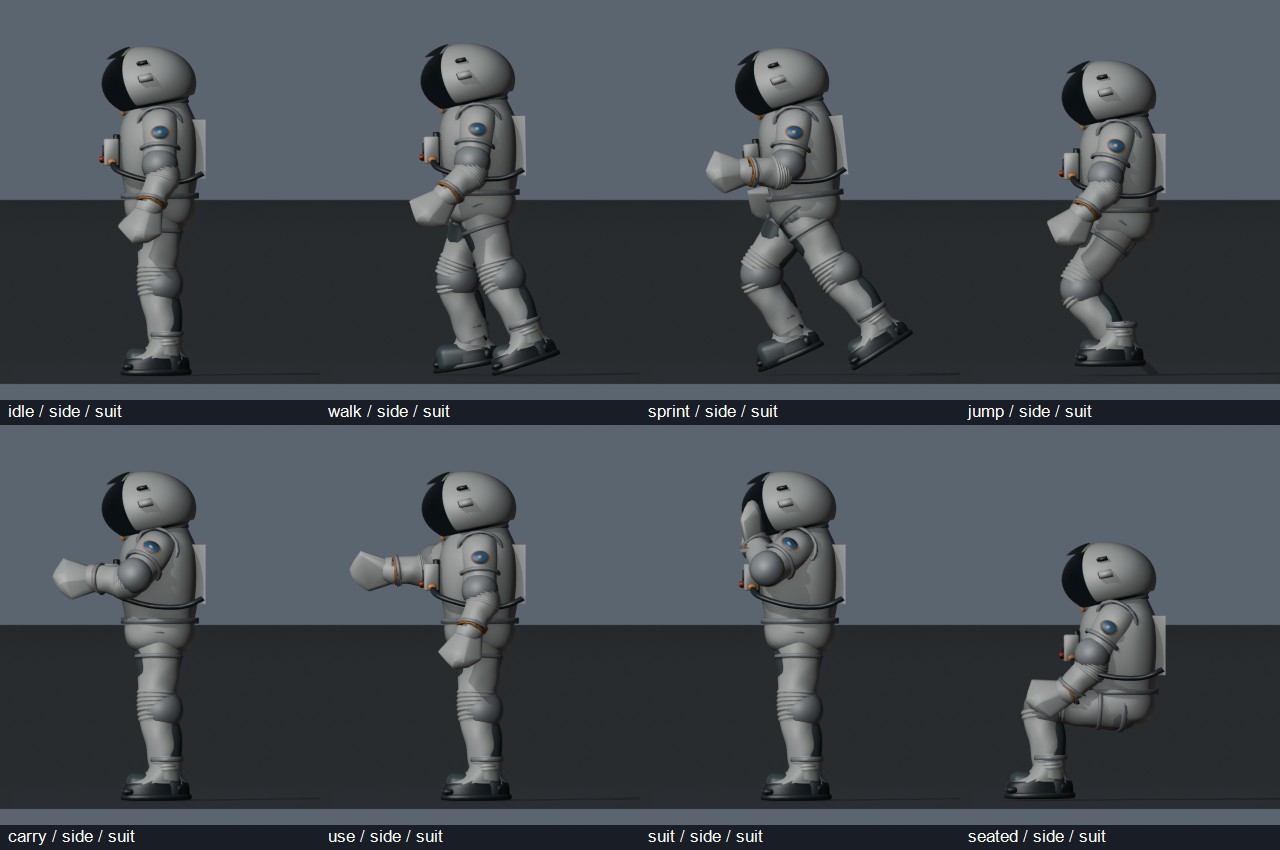 idle / side / suit
walk / side / suit
sprint / side / suit
jump / side / suit
carry / side / suit
use / side / suit
suit / side / suit
seated / side / suit